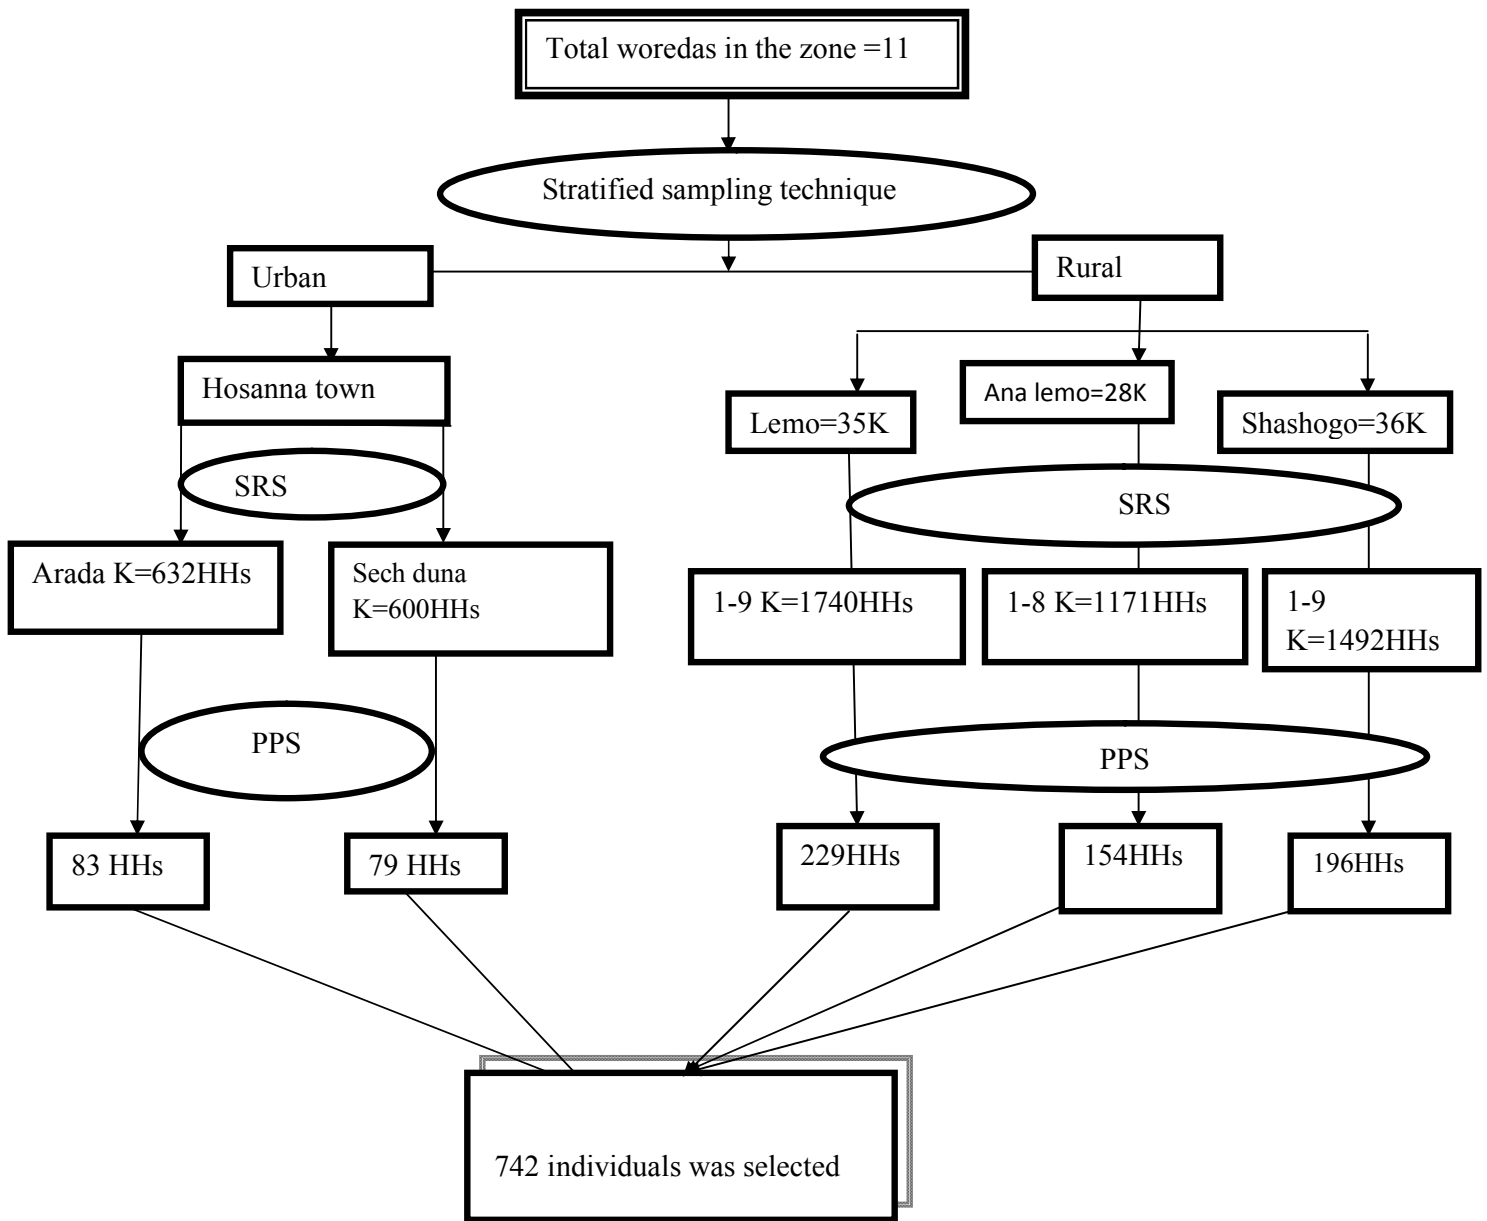 Total woredas in the zone =11
Stratified sampling technique
Urban
Rural
Hosanna town
Lemo=35K
Ana lemo=28K
Shashogo=36K
SRS
SRS
Arada K=632HHs
Sech duna
K=600HHs
1-9 K=1740HHs
1-8 K=1171HHs
1-9
K=1492HHs
PPS
PPS
83 HHs
79 HHs
229HHs
154HHs
196HHs
742 individuals was selected